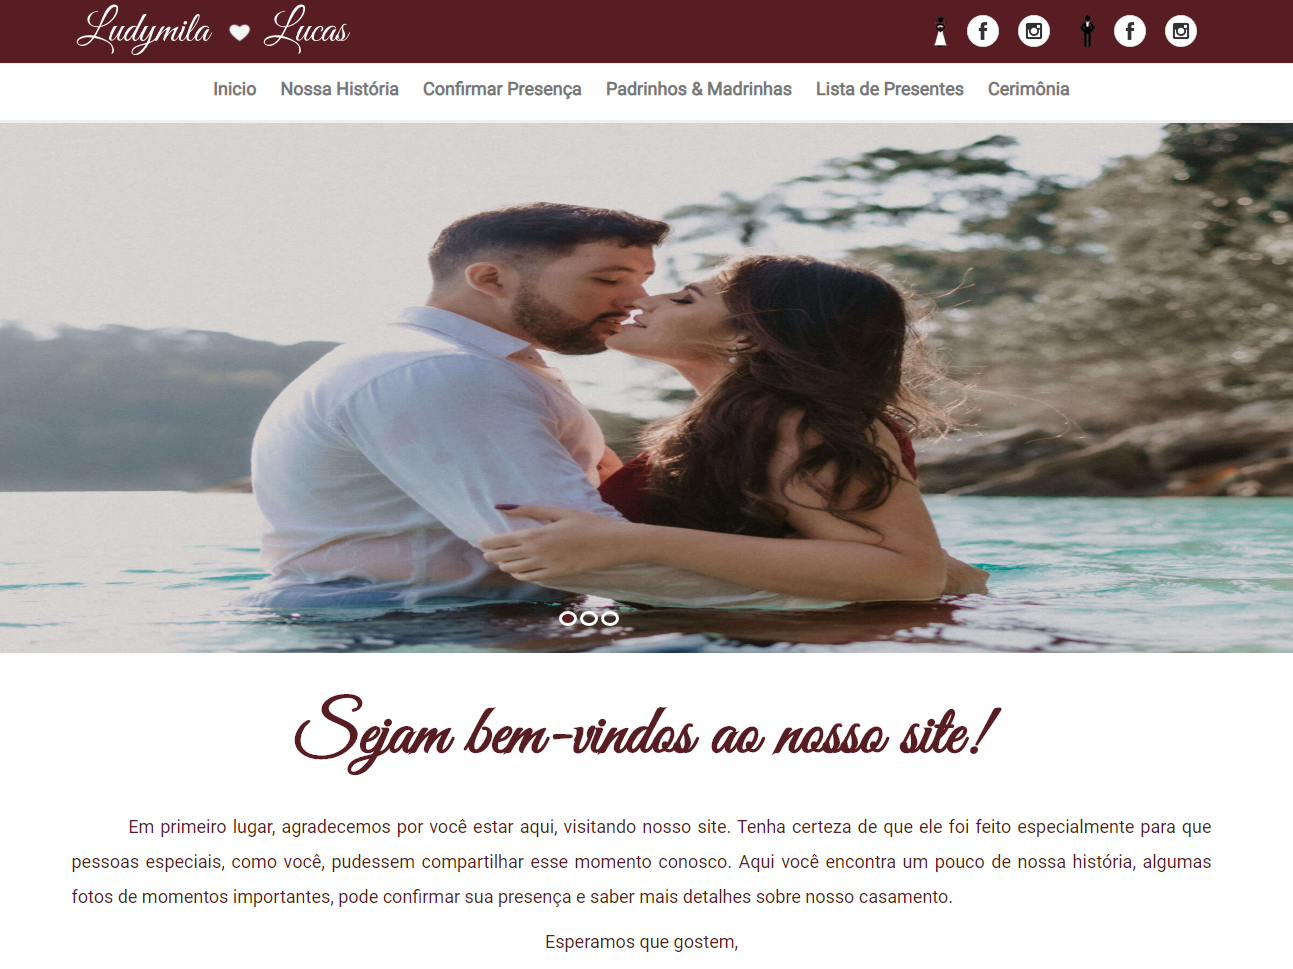 Ludymila Lucas
Inicio Nossa História Confirmar Presença Padrinhos & Madrinhas Lista de Presentes Cerimônia
Sejam bem-vindos ao nosso site!
Em primeiro lugar, agradecemos por você estar aqui, visitando nosso site. Tenha certeza de que ele foi feito especialmente para que
pessoas especiais, como você, pudessem compartilhar esse momento conosco. Aqui você encontra um pouco de nossa história, algumas
fotos de momentos importantes, pode confirmar sua presença e saber mais detalhes sobre nosso casamento.
Esperamos que gostem,